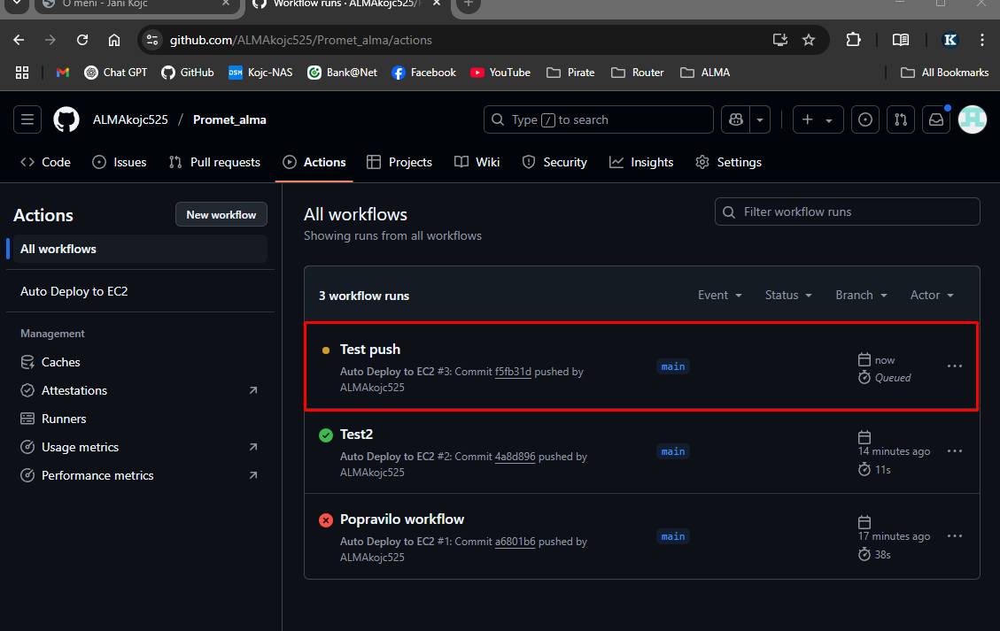 O meni - Jani Kojc
Workflow runs · ALMAkojc525/
github.com/ALMAkojc525/Promet_alma/actions
Chat GPT
GitHub
Kojc-NAS
Bank@Net
Facebook
YouTube
Pirate
Router
ALMA
All Bookmarks
ALMAkojc525 / Promet_alma
Type / to search
Code
Issues
Pull requests
Actions
Projects
Wiki
Security
Insights
Settings
Actions
New workflow
All workflows
Auto Deploy to EC2
Management
Caches
Attestations
Runners
Usage metrics
Performance metrics
All workflows
Showing runs from all workflows
Filter workflow runs
3 workflow runs
Event
Status
Branch
Actor
Test push
Auto Deploy to EC2 #3: Commit f5fb31d pushed by
ALMAkojc525
main
now
Queued
Test2
Auto Deploy to EC2 #2: Commit 4a8d896 pushed by
ALMAkojc525
main
14 minutes ago
11s
Popravilo workflow
Auto Deploy to EC2 #1: Commit a6801b6 pushed by
ALMAkojc525
main
17 minutes ago
38s